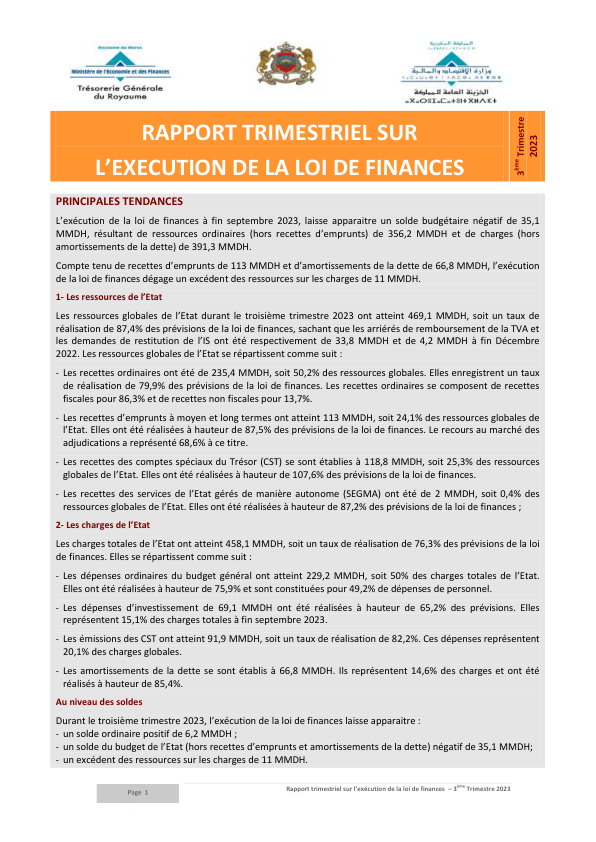 Royaume du Maroc
Ministère de l'Economie et des Finances
Trésorerie Générale
du Royaume
المملكة المغربية
وزارة الاقتصاد والمالية
الخزينة العامة للمملكة
RAPPORT TRIMESTRIEL SUR
L'EXECUTION DE LA LOI DE FINANCES
3ème Trimestre
2023
PRINCIPALES TENDANCES
L'exécution de la loi de finances à fin septembre 2023, laisse apparaitre un solde budgétaire négatif de 35,1
MMDH, résultant de ressources ordinaires (hors recettes d'emprunts) de 356,2 MMDH et de charges (hors
amortissements de la dette) de 391,3 MMDH.
Compte tenu de recettes d'emprunts de 113 MMDH et d'amortissements de la dette de 66,8 MMDH, l'exécution
de la loi de finances dégage un excédent des ressources sur les charges de 11 MMDH.
1- Les ressources de l'Etat
Les ressources globales de l'Etat durant le troisième trimestre 2023 ont atteint 469,1 MMDH, soit un taux de
réalisation de 87,4% des prévisions de la loi de finances, sachant que les arriérés de remboursement de la TVA et
les demandes de restitution de l'IS ont été respectivement de 33,8 MMDH et de 4,2 MMDH à fin Décembre
2022. Les ressources globales de l'Etat se répartissent comme suit :
- Les recettes ordinaires ont été de 235,4 MMDH, soit 50,2% des ressources globales. Elles enregistrent un taux
de réalisation de 79,9% des prévisions de la loi de finances. Les recettes ordinaires se composent de recettes
fiscales pour 86,3% et de recettes non fiscales pour 13,7%.
- Les recettes d'emprunts à moyen et long termes ont atteint 113 MMDH, soit 24,1% des ressources globales de
l'Etat. Elles ont été réalisées à hauteur de 87,5% des prévisions de la loi de finances. Le recours au marché des
adjudications a représenté 68,6% à ce titre.
- Les recettes des comptes spéciaux du Trésor (CST) se sont établies à 118,8 MMDH, soit 25,3% des ressources
globales de l'Etat. Elles ont été réalisées à hauteur de 107,6% des prévisions de la loi de finances.
- Les recettes des services de l'Etat gérés de manière autonome (SEGMA) ont été de 2 MMDH, soit 0,4% des
ressources globales de l'Etat. Elles ont été réalisées à hauteur de 87,2% des prévisions de la loi de finances ;
2- Les charges de l'Etat
Les charges totales de l'Etat ont atteint 458,1 MMDH, soit un taux de réalisation de 76,3% des prévisions de la loi
de finances. Elles se répartissent comme suit :
- Les dépenses ordinaires du budget général ont atteint 229,2 MMDH, soit 50% des charges totales de l'Etat.
Elles ont été réalisées à hauteur de 75,9% et sont constituées pour 49,2% de dépenses de personnel.
- Les dépenses d'investissement de 69,1 MMDH ont été réalisées à hauteur de 65,2% des prévisions. Elles
représentent 15,1% des charges totales à fin septembre 2023.
- Les émissions des CST ont atteint 91,9 MMDH, soit un taux de réalisation de 82,2%. Ces dépenses représentent
20,1% des charges globales.
- Les amortissements de la dette se sont établis à 66,8 MMDH. Ils représentent 14,6% des charges et ont été
réalisés à hauteur de 85,4%.
Au niveau des soldes
Durant le troisième trimestre 2023, l'exécution de la loi de finances laisse apparaitre :
- un solde ordinaire positif de 6,2 MMDH ;
- un solde du budget de l'Etat (hors recettes d'emprunts et amortissements de la dette) négatif de 35,1 MMDH;
- un excédent des ressources sur les charges de 11 MMDH.
Page 1
Rapport trimestriel sur l'exécution de la loi de finances – 3ème Trimestre 2023